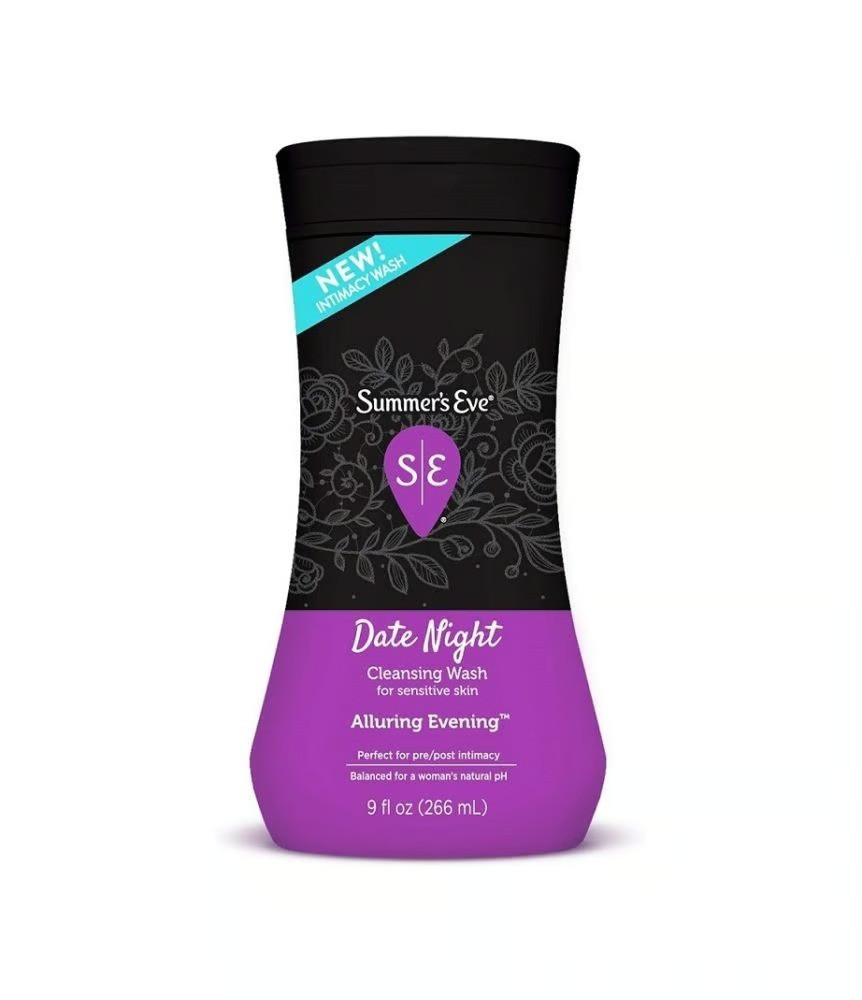 NEW!
INTIMACY WASH
Summer's Eve®
S|E®
Date Night
Cleansing Wash
for sensitive skin
Alluring Evening™
Perfect for pre/post intimacy
Balanced for a woman's natural pH
9 fl oz (266 mL)